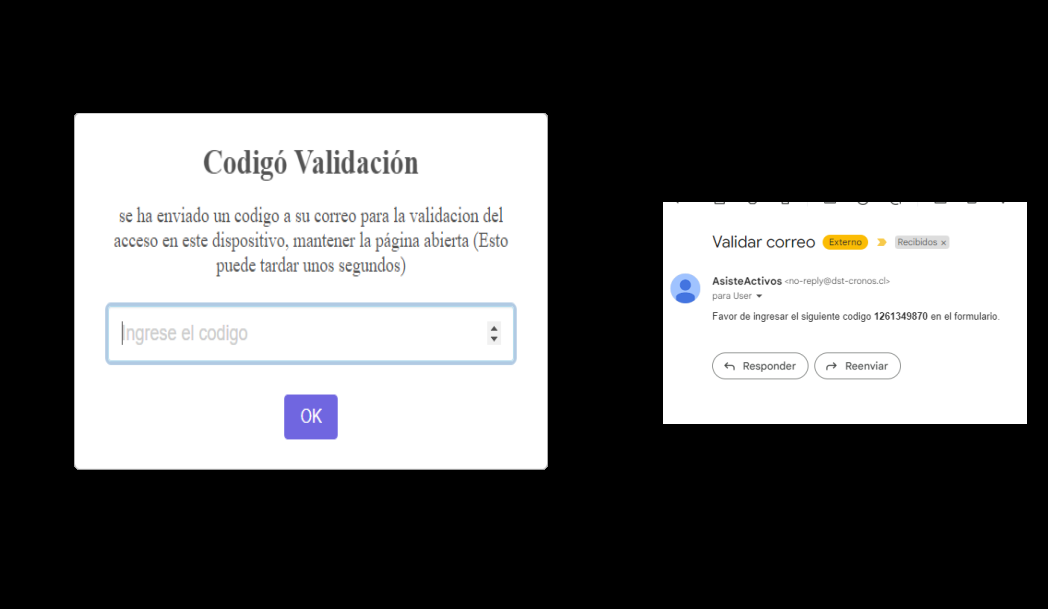 Codigó Validación
se ha enviado un codigo a su correo para la validacion del
acceso en este dispositivo, mantener la página abierta (Esto
puede tardar unos segundos)
Ingrese el codigo
OK
Validar correo Externo Recibidos ×
AsisteActivos <no-reply@dst-cronos.cl>
para User
Favor de ingresar el siguiente codigo 1261349870 en el formulario.
Responder Reenviar